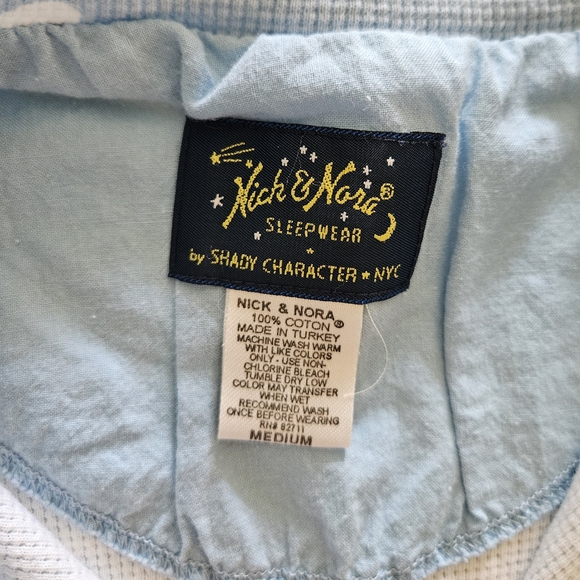 Nick & Nora®
SLEEPWEAR
by SHADY CHARACTER ★ NYC
NICK & NORA®
100% COTON
MADE IN TURKEY
MACHINE WASH WARM
WITH LIKE COLORS
ONLY - USE NON-
CHLORINE BLEACH
TUMBLE DRY LOW
COLOR MAY TRANSFER
WHEN WET
RECOMMEND WASH
ONCE BEFORE WEARING
RN# 82711
MEDIUM